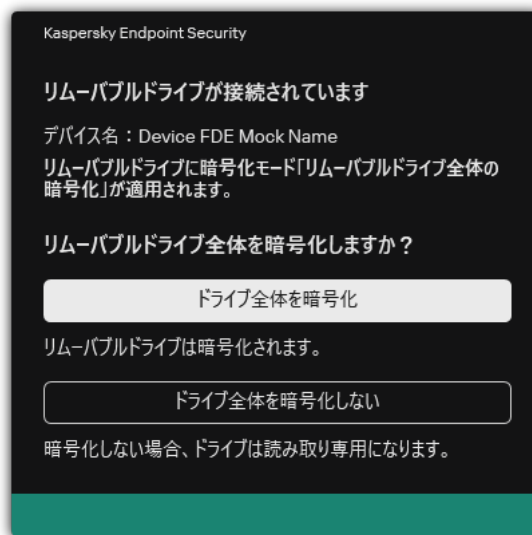 Kaspersky Endpoint Security
リムーバブルドライブが接続されています
デバイス名：Device FDE Mock Name
リムーバブルドライブに暗号化モード「リムーバブルドライブ全体の
暗号化」が適用されます。
リムーバブルドライブ全体を暗号化しますか？
ドライブ全体を暗号化
リムーバブルドライブは暗号化されます。
ドライブ全体を暗号化しない
暗号化しない場合、ドライブは読み取り専用になります。